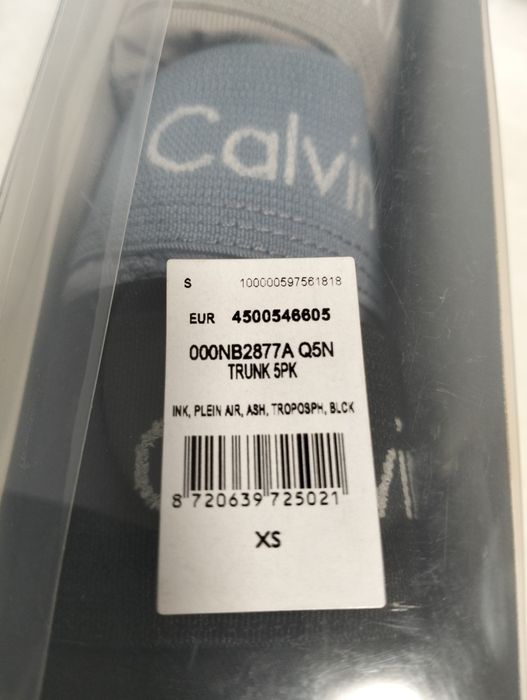 Calvin
S 100000597561818
EUR 4500546605
000NB2877A Q5N
TRUNK 5PK
INK, PLEIN AIR, ASH, TROPOSPH, BLCK
8 720639 725021
XS